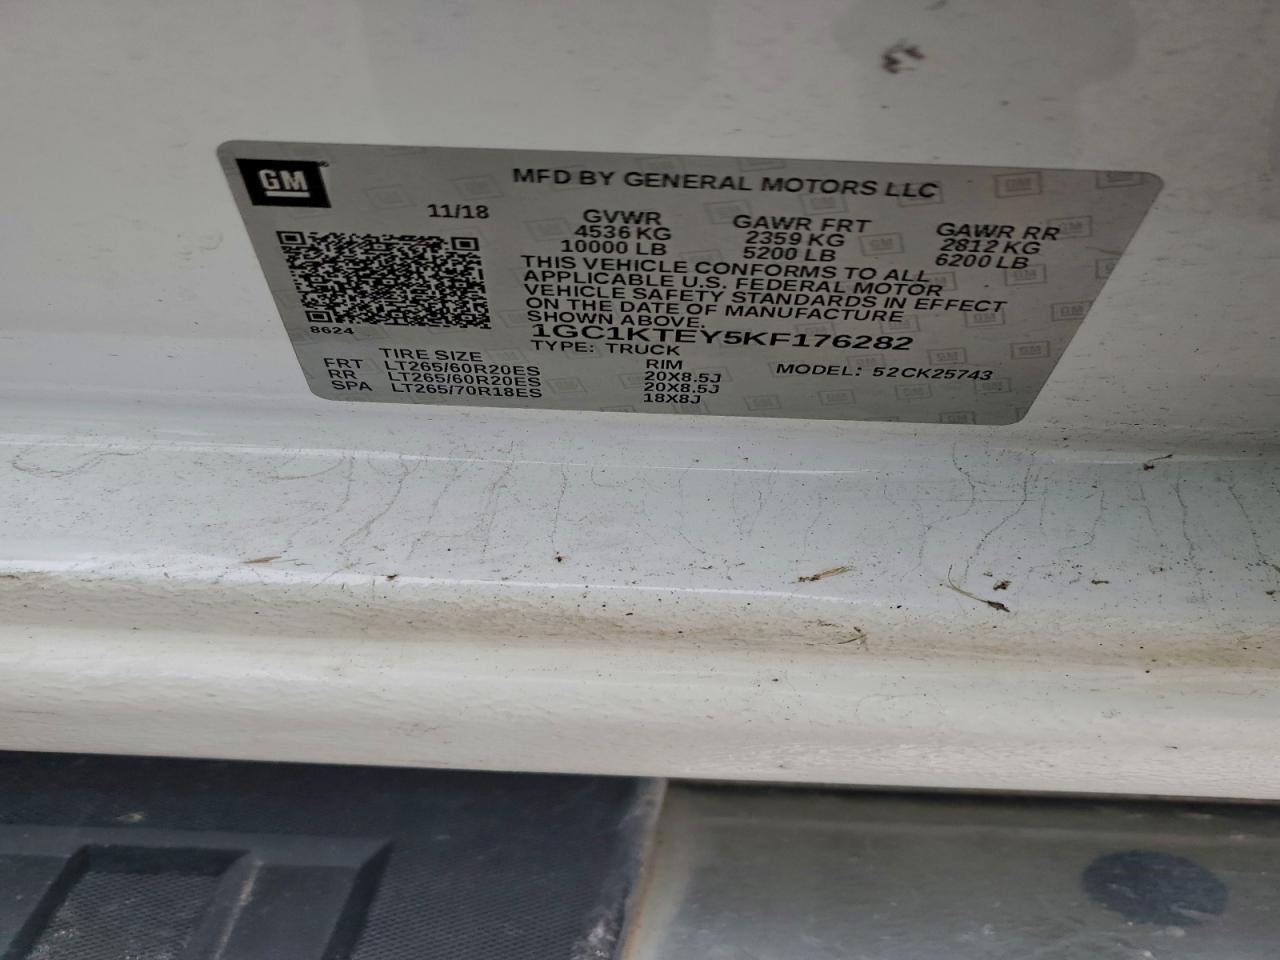 GM
MFD BY GENERAL MOTORS LLC
11/18
GVWR GAWR FRT GAWR RR
4536 KG 2359 KG 2812 KG
10000 LB 5200 LB 6200 LB
THIS VEHICLE CONFORMS TO ALL
APPLICABLE U.S. FEDERAL MOTOR
VEHICLE SAFETY STANDARDS IN EFFECT
ON THE DATE OF MANUFACTURE
SHOWN ABOVE.
8624
1GC1KTEY5KF176282
TYPE: TRUCK
MODEL: 52CK25743
TIRE SIZE RIM
FRT LT265/60R20ES 20X8.5J
RR LT265/60R20ES 20X8.5J
SPA LT265/70R18ES 18X8J